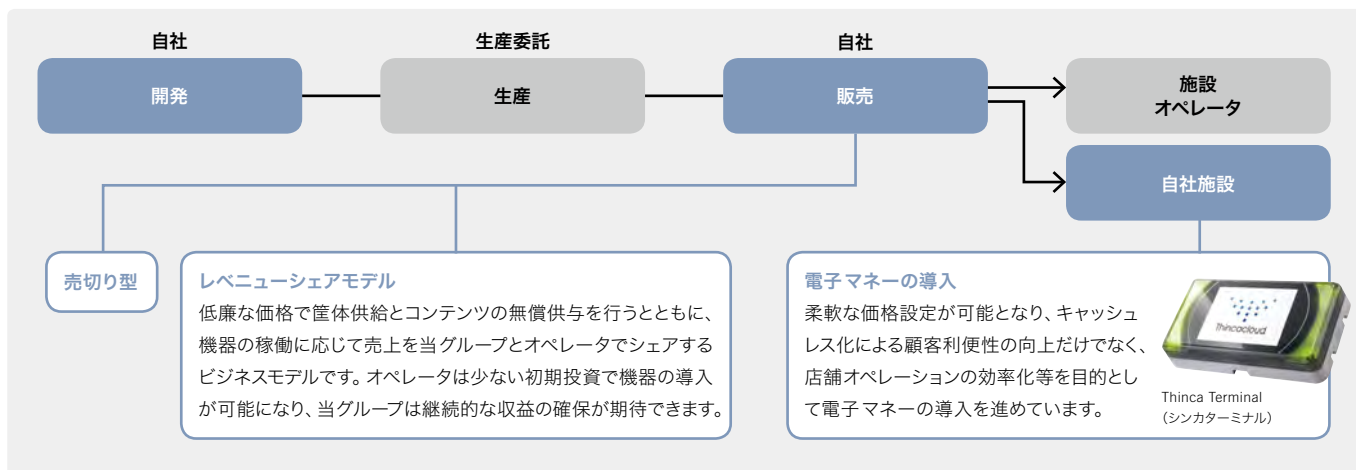 自社
生産委託
自社
開発
生産
販売
施設
オペレータ
自社施設
売切り型
レベニューシェアモデル
低廉な価格で筐体供給とコンテンツの無償供与を行うとともに、
機器の稼働に応じて売上を当グループとオペレータでシェアする
ビジネスモデルです。オペレータは少ない初期投資で機器の導入
が可能になり、当グループは継続的な収益の確保が期待できます。
電子マネーの導入
柔軟な価格設定が可能となり、キャッシュ
レス化による顧客利便性の向上だけでなく、
店舗オペレーションの効率化等を目的とし
て電子マネーの導入を進めています。
Thincacloud
Thinca Terminal
（シンカターミナル）